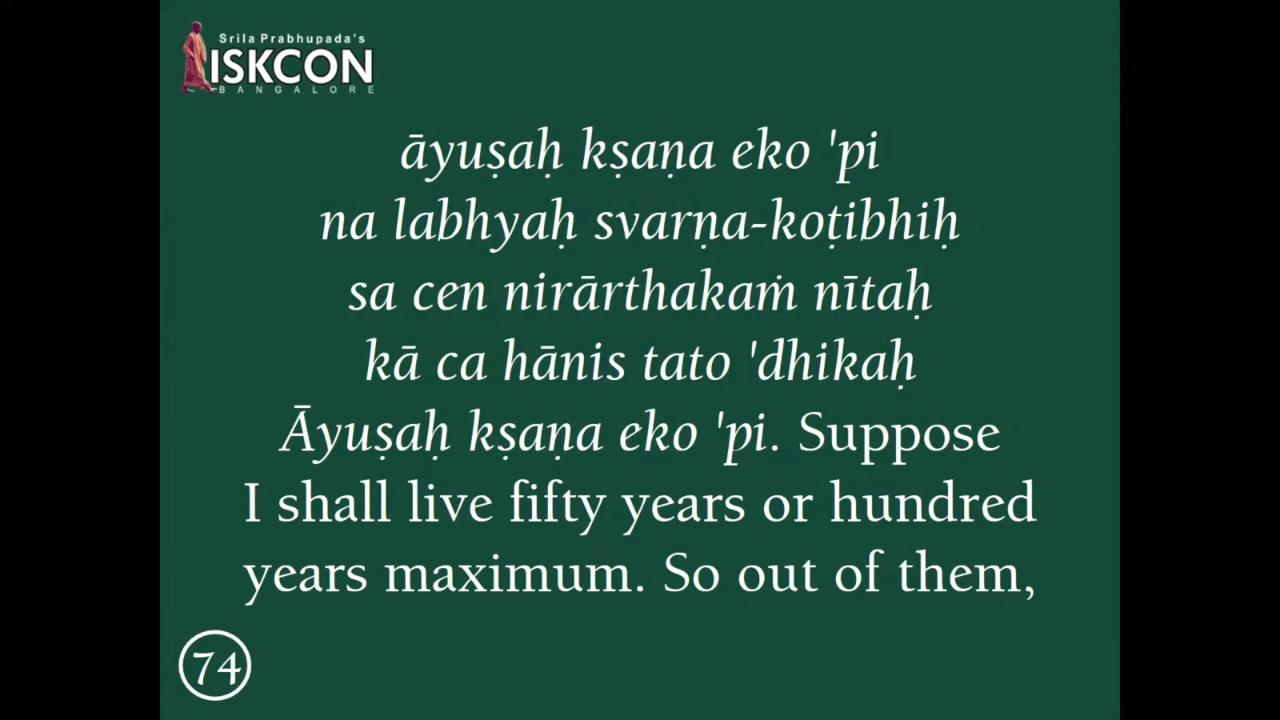 Srila Prabhupada's
ISKCON
BANGALORE
āyuṣaḥ kṣaṇa eko 'pi
na labhyaḥ svarṇa-koṭibhiḥ
sa cen nirārthakaṁ nītaḥ
kā ca hānis tato 'dhikaḥ
Āyuṣaḥ kṣaṇa eko 'pi. Suppose
I shall live fifty years or hundred
years maximum. So out of them,
74